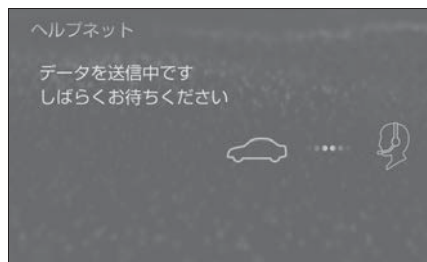 ヘルプネット
データを送信中です
しばらくお待ちください